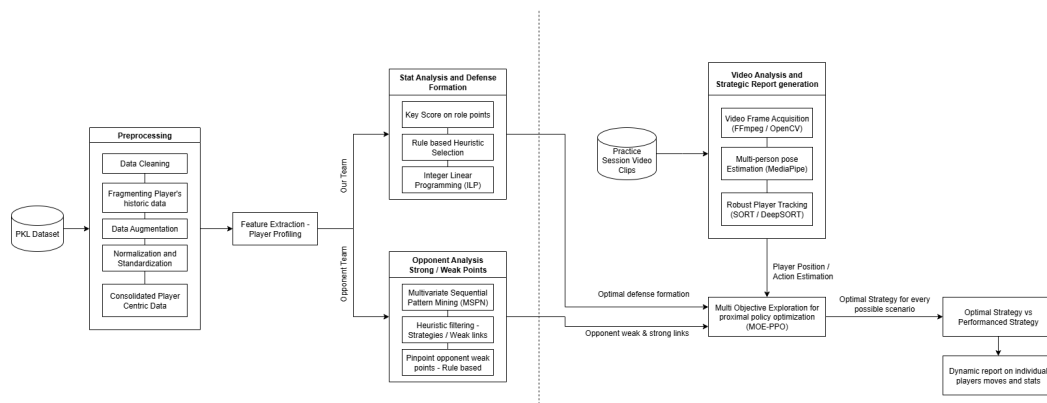 PKL Dataset
Preprocessing
Data Cleaning
Fragmenting Player's
historic data
Data Augmentation
Normalization and
Standardization
Consolidated Player
Centric Data
Feature Extraction -
Player Profiling
Our Team
Opponent Team
Stat Analysis and Defense
Formation
Key Score on role points
Rule based Heuristic
Selection
Integer Linear
Programming (ILP)
Opponent Analysis
Strong / Weak Points
Multivariate Sequential
Pattern Mining (MSPN)
Heuristic filtering -
Strategies / Weak links
Pinpoint opponent weak
points - Rule based
Optimal defense formation
Opponent weak & strong links
Practice
Session Video
Clips
Video Analysis and
Strategic Report generation
Video Frame Acquisition
(FFmpeg / OpenCV)
Multi-person pose
Estimation (MediaPipe)
Robust Player Tracking
(SORT / DeepSORT)
Player Position /
Action Estimation
Multi Objective Exploration for
proximal policy optimization
(MOE-PPO)
Optimal Strategy for every
possible scenario
Optimal Strategy vs
Performanced Strategy
Dynamic report on individual
players moves and stats